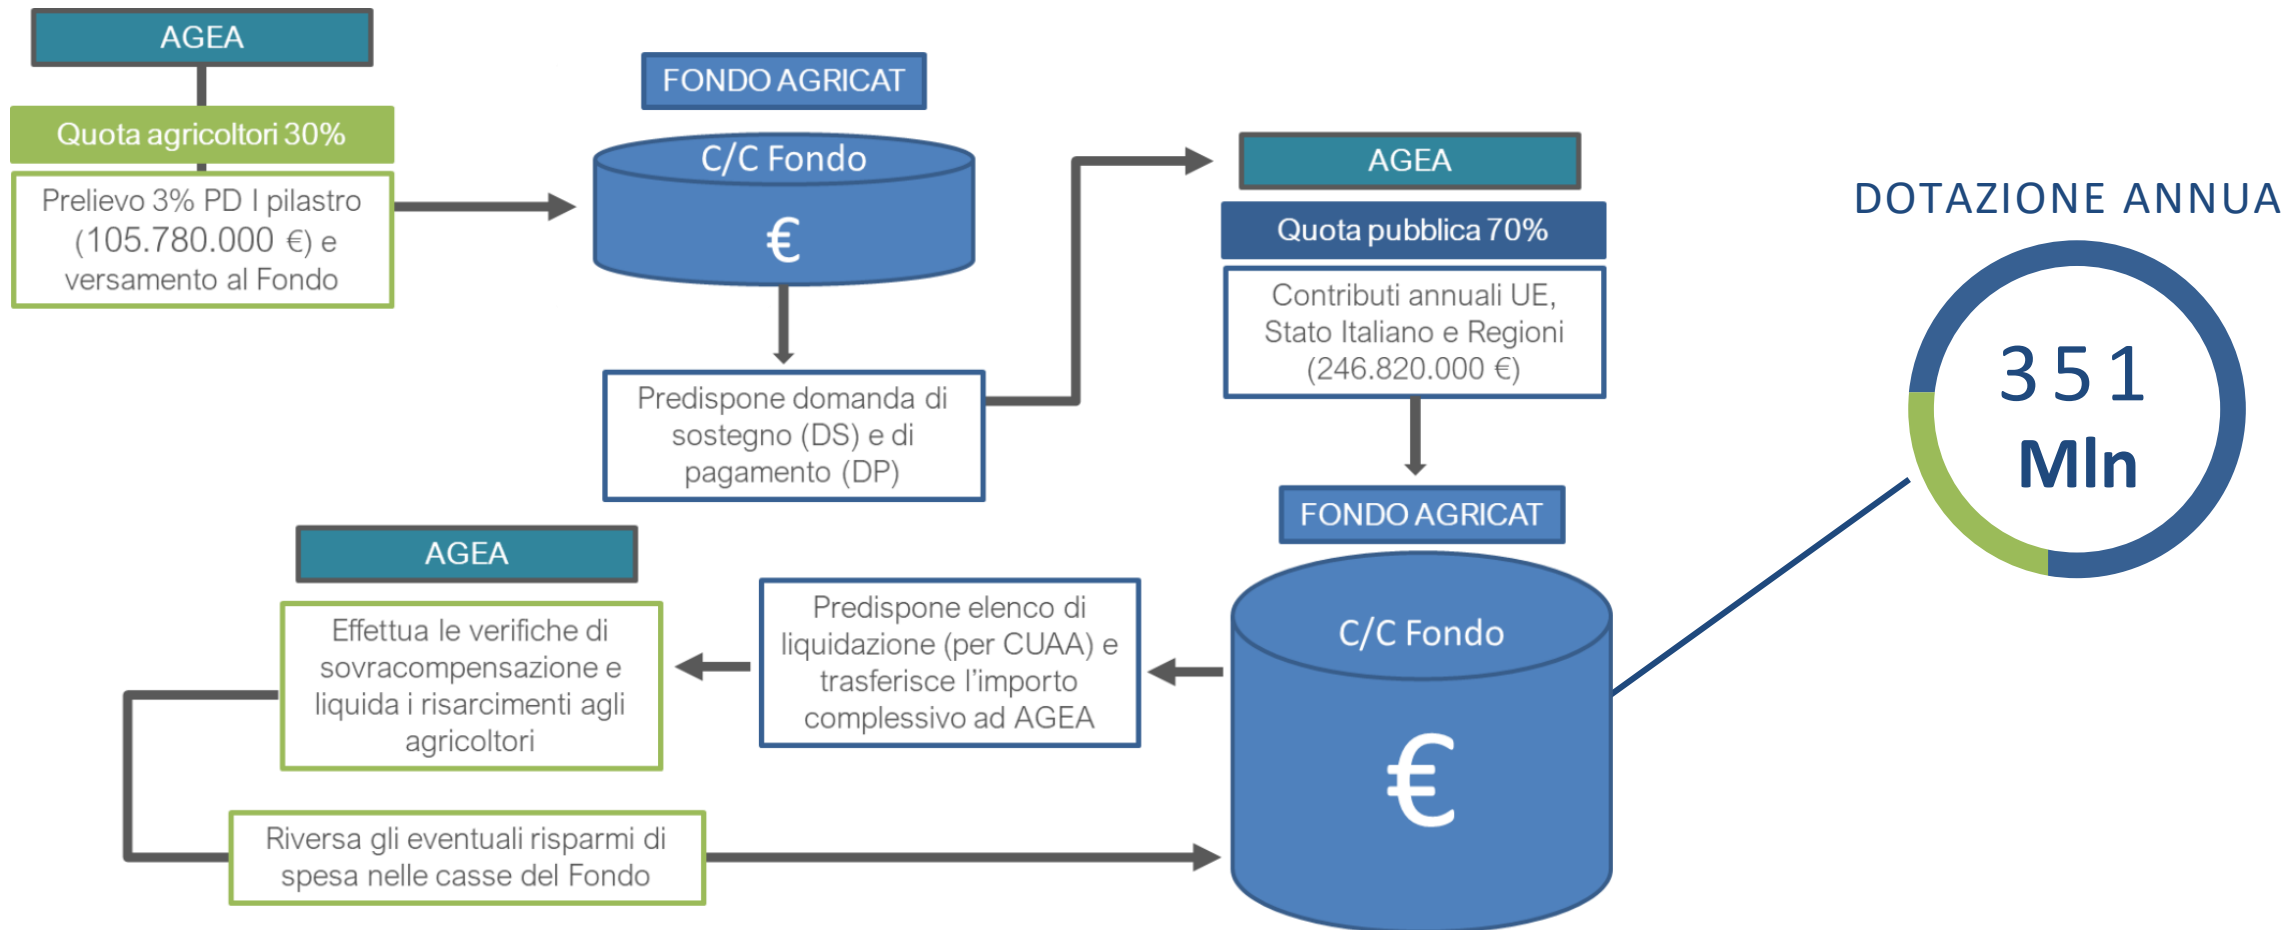 AGEA
Quota agricoltori 30%
Prelievo 3% PD I pilastro
(105.780.000 €) e
versamento al Fondo
FONDO AGRICAT
C/C Fondo
€
Predispone domanda di
sostegno (DS) e di
pagamento (DP)
AGEA
Quota pubblica 70%
Contributi annuali UE,
Stato Italiano e Regioni
(246.820.000 €)
FONDO AGRICAT
C/C Fondo
€
DOTAZIONE ANNUA
351
Mln
Predispone elenco di
liquidazione (per CUAA) e
trasferisce l'importo
complessivo ad AGEA
AGEA
Effettua le verifiche di
sovracompensazione e
liquida i risarcimenti agli
agricoltori
Riversa gli eventuali risparmi di
spesa nelle casse del Fondo